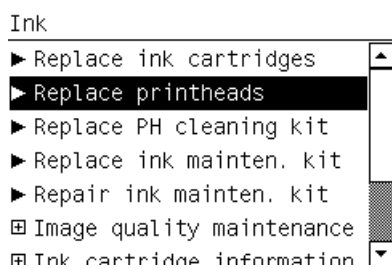 Ink
Replace ink cartridges
Replace printheads
Replace PH cleaning kit
Replace ink mainten. kit
Repair ink mainten. kit
Image quality maintenance
Ink cartridge information